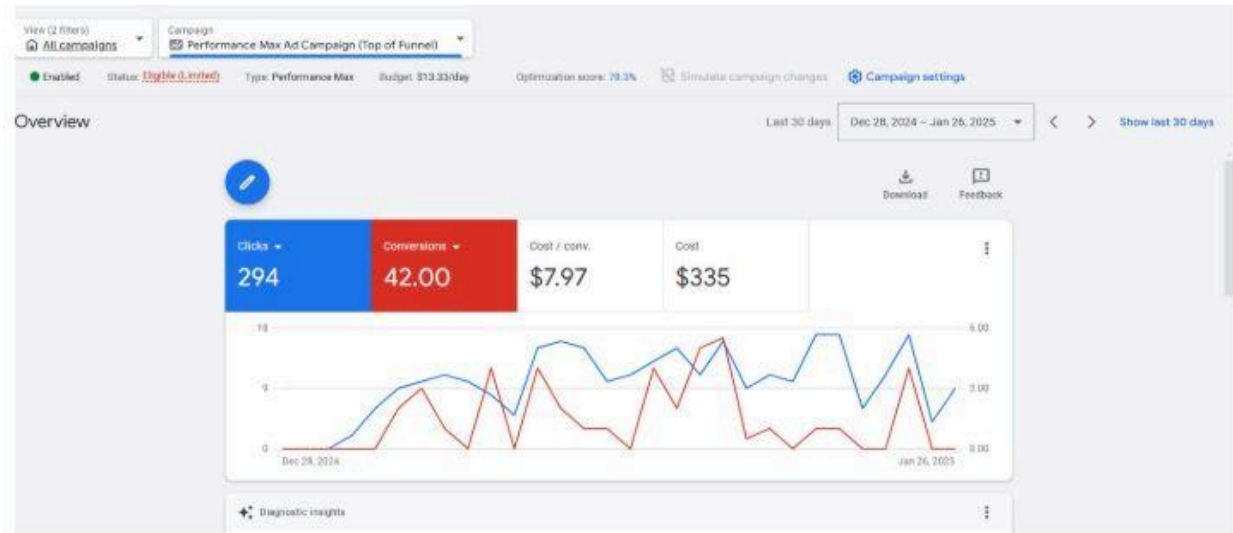 View (2 filters)
All campaigns
Campaign
Performance Max Ad Campaign (Top of Funnel)
Enabled
Status: Eligible (Limited)
Type: Performance Max
Budget: $13.33/day
Optimization score: 79.3%
Simulate campaign changes
Campaign settings
Overview
Last 30 days
Dec 28, 2024 – Jan 26, 2025
Show last 30 days
Download
Feedback
Clicks
294
Conversions
42.00
Cost / conv.
$7.97
Cost
$335
18
9
0
6.00
3.00
0.00
Dec 28, 2024
Jan 26, 2025
Diagnostic insights